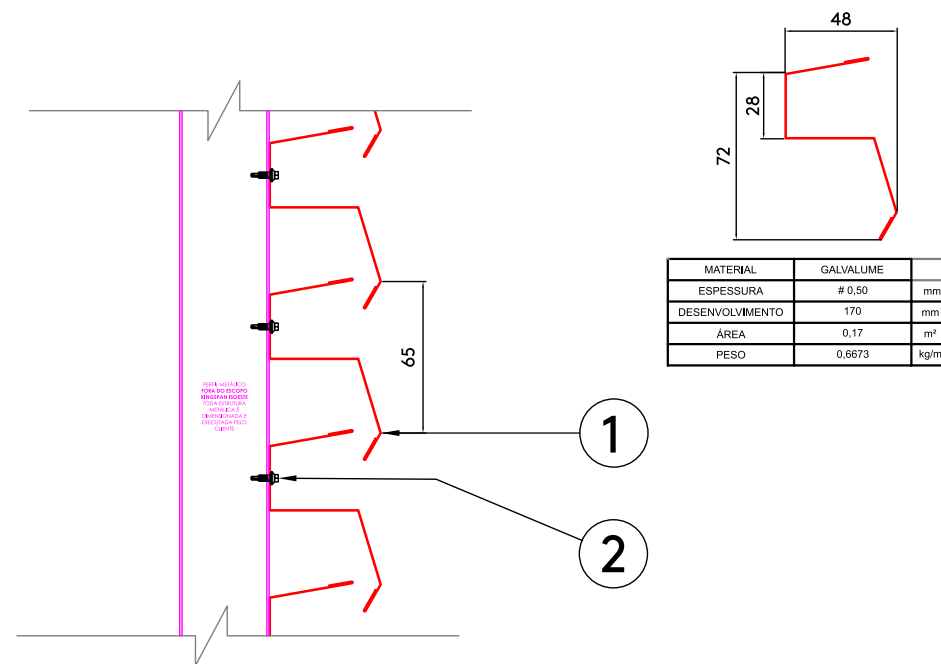 48
28
72
MATERIAL GALVALUME
ESPESSURA # 0,50 mm
DESENVOLVIMENTO 170 mm
ÁREA 0,17 m²
PESO 0,6673 kg/m
65
PERFIL METÁLICO
FORA DO ESCOPO
KINGSPAN ISOESTE
TODA ESTRUTURA
METÁLICA É
DIMENSIONADA E
EXECUTADA PELO
CLIENTE
1
2